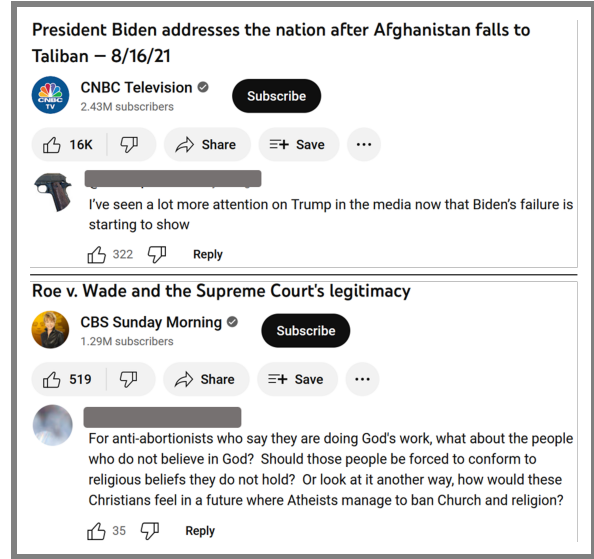 President Biden addresses the nation after Afghanistan falls to
Taliban – 8/16/21
CNBC
TV
CNBC Television
2.43M subscribers
Subscribe
16K
Share
Save
I've seen a lot more attention on Trump in the media now that Biden's failure is
starting to show
322
Reply
Roe v. Wade and the Supreme Court's legitimacy
CBS Sunday Morning
1.29M subscribers
Subscribe
519
Share
Save
For anti-abortionists who say they are doing God's work, what about the people
who do not believe in God?  Should those people be forced to conform to
religious beliefs they do not hold?  Or look at it another way, how would these
Christians feel in a future where Atheists manage to ban Church and religion?
35
Reply